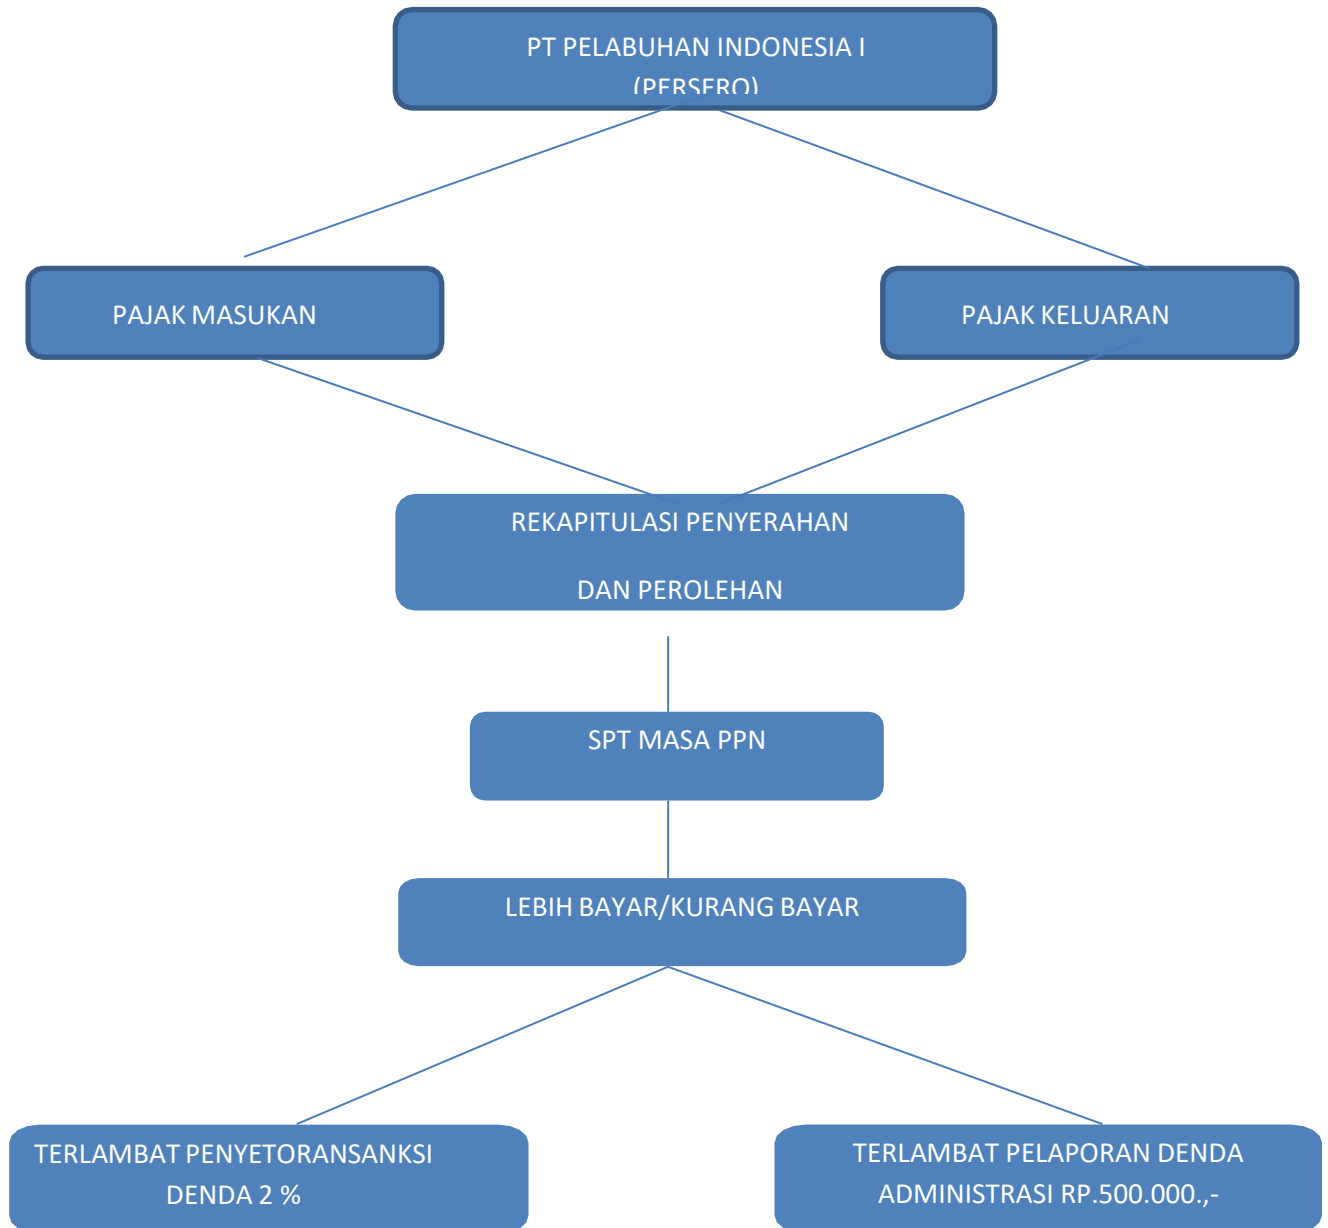 PT PELABUHAN INDONESIA I
(PERSERO)
PAJAK MASUKAN
PAJAK KELUARAN
REKAPITULASI PENYERAHAN
DAN PEROLEHAN
SPT MASA PPN
LEBIH BAYAR/KURANG BAYAR
TERLAMBAT PENYETORANSANKSI
DENDA 2 %
TERLAMBAT PELAPORAN DENDA
ADMINISTRASI RP.500.000.,-